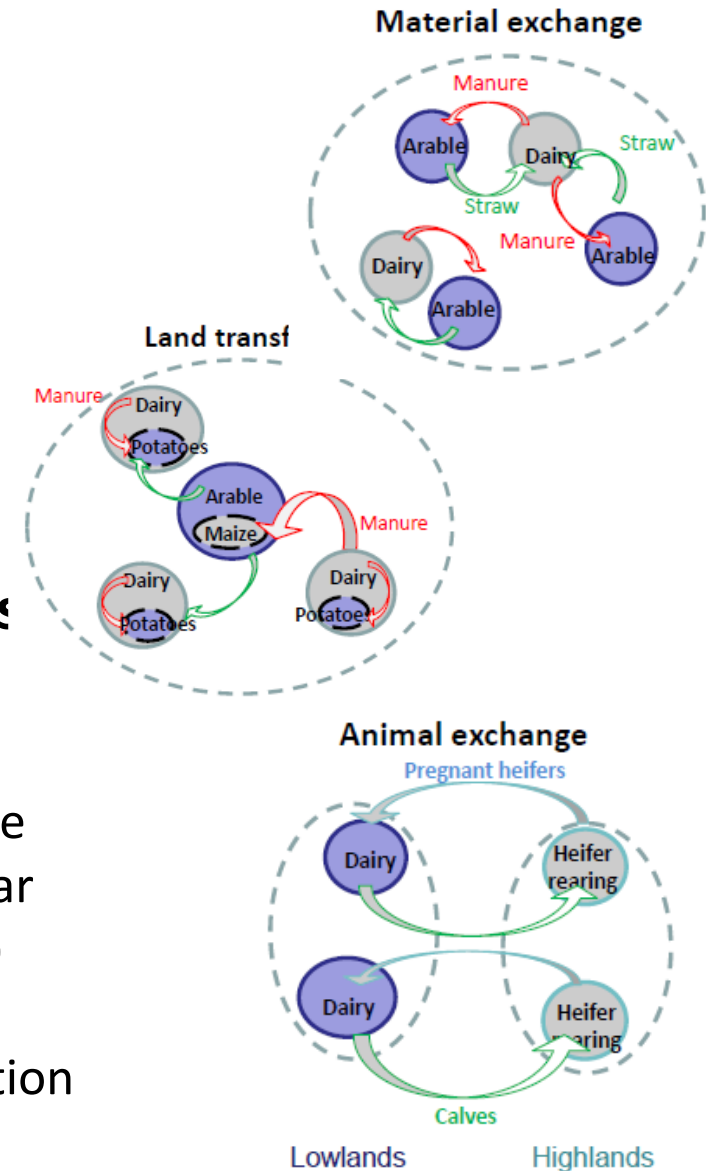 Material exchange
Manure
Arable
Dairy
Straw
Straw
Manure
Arable
Dairy
Arable
Land transf
Manure
Dairy
Potatoes
Arable
Maize
Manure
Dairy
Potatoes
Dairy
Potatoes
s
Animal exchange
Pregnant heifers
e
Dairy
Heifer
rearing
ar
Dairy
Heifer
rearing
tion
Calves
Lowlands
Highlands